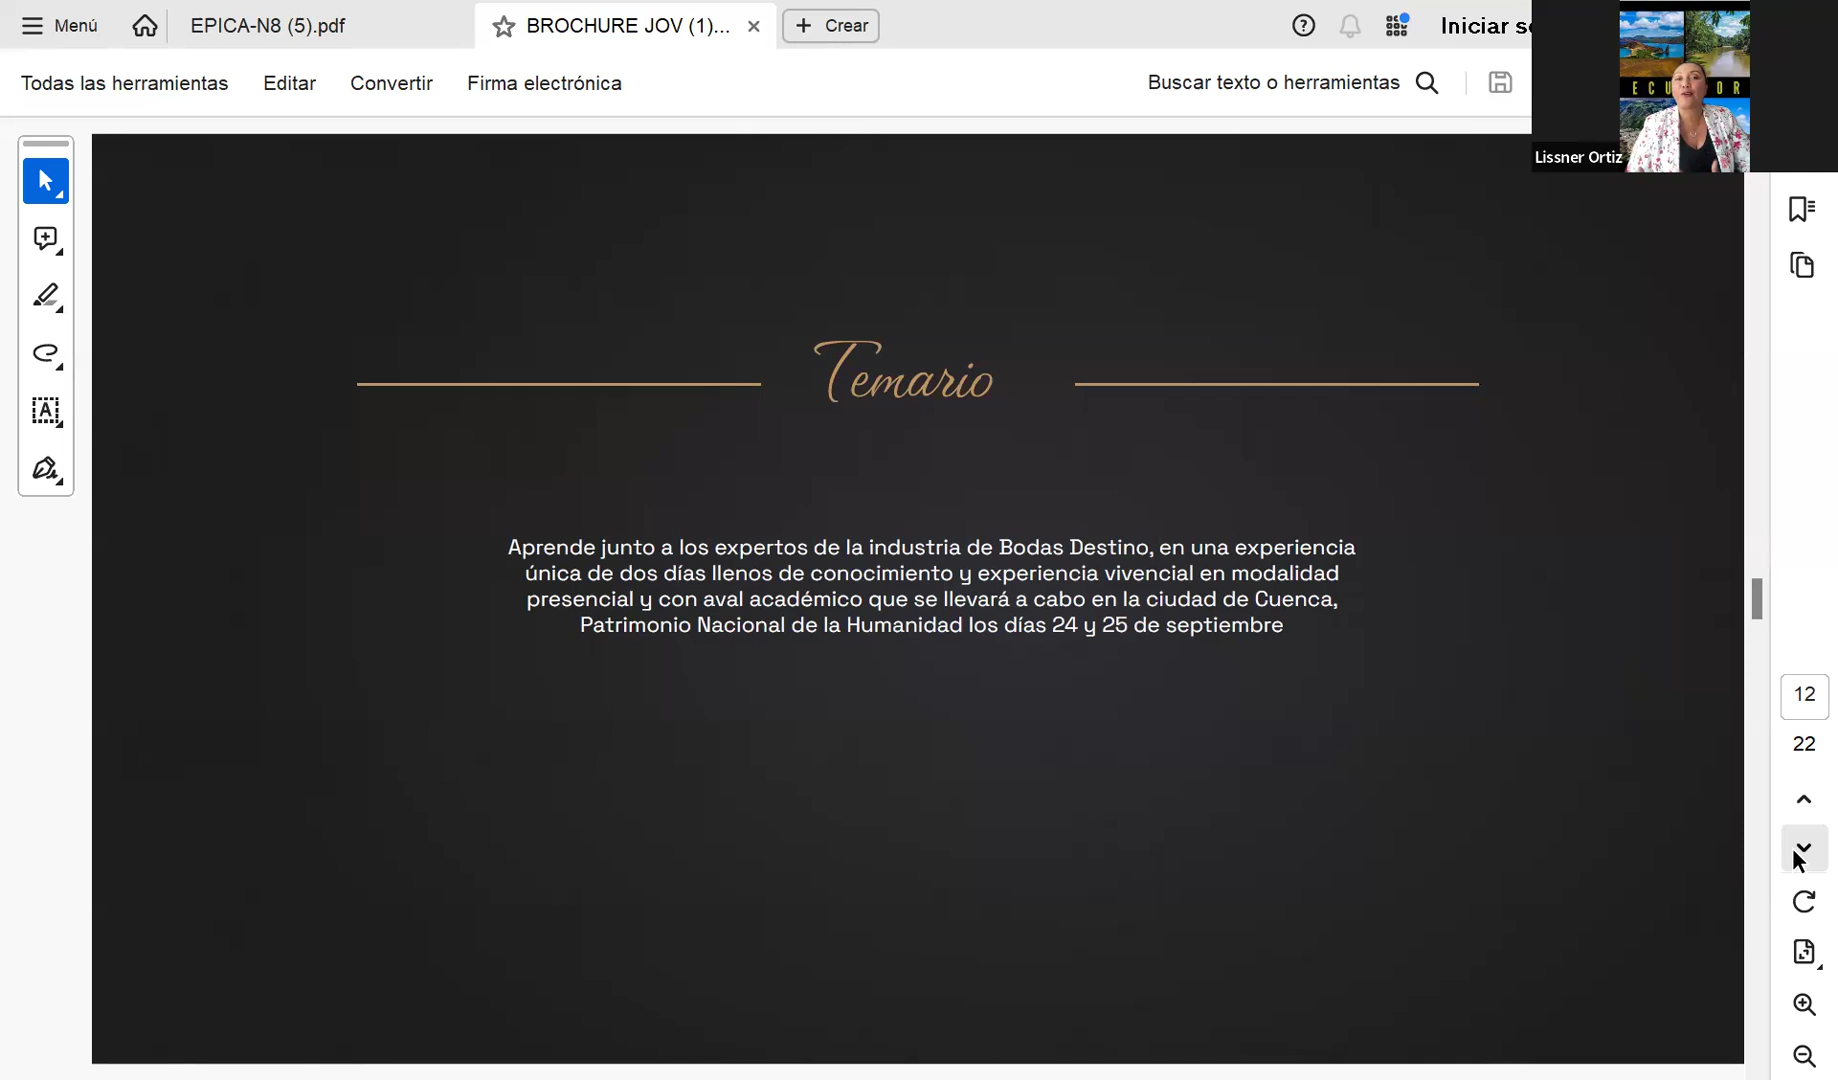 Menú
EPICA-N8 (5).pdf
BROCHURE JOV (1)...
Crear
Iniciar
Todas las herramientas
Editar
Convertir
Firma electrónica
Buscar texto o herramientas
ECU OR
Lissner Ortiz
Temario
Aprende junto a los expertos de la industria de Bodas Destino, en una experiencia
única de dos días llenos de conocimiento y experiencia vivencial en modalidad
presencial y con aval académico que se llevará a cabo en la ciudad de Cuenca,
Patrimonio Nacional de la Humanidad los días 24 y 25 de septiembre
12
22